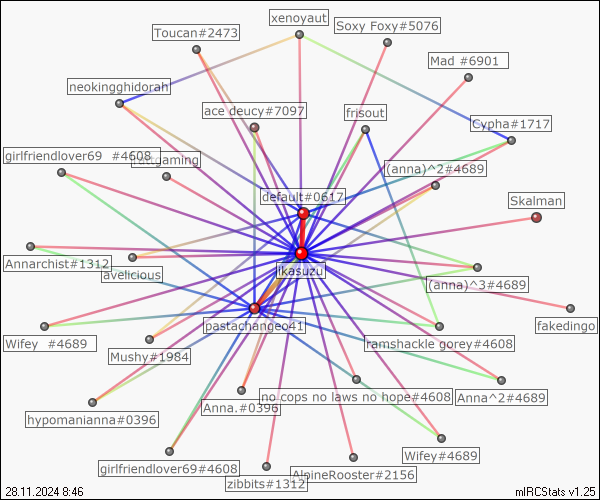 xenoyaut
Toucan#2473
Soxy Foxy#5076
Mad #6901
neokingghidorah
ace deucy#7097
frisout
Cypha#1717
girlfriendlover69 #4608
gaming
(anna)^2#4689
default#0617
Skalman
Annarchist#1312
avelicious
ikasuzu
(anna)^3#4689
pastachangeo41
fakedingo
Wifey #4689
Mushy#1984
ramshackle gorey#4608
hypomanianna#0396
Anna.#0396
no cops no laws no hope#4608
Anna^2#4689
girlfriendlover69#4608
zibbits#1312
AlpineRooster#2156
Wifey#4689
28.11.2024 8:46
mIRCStats v1.25